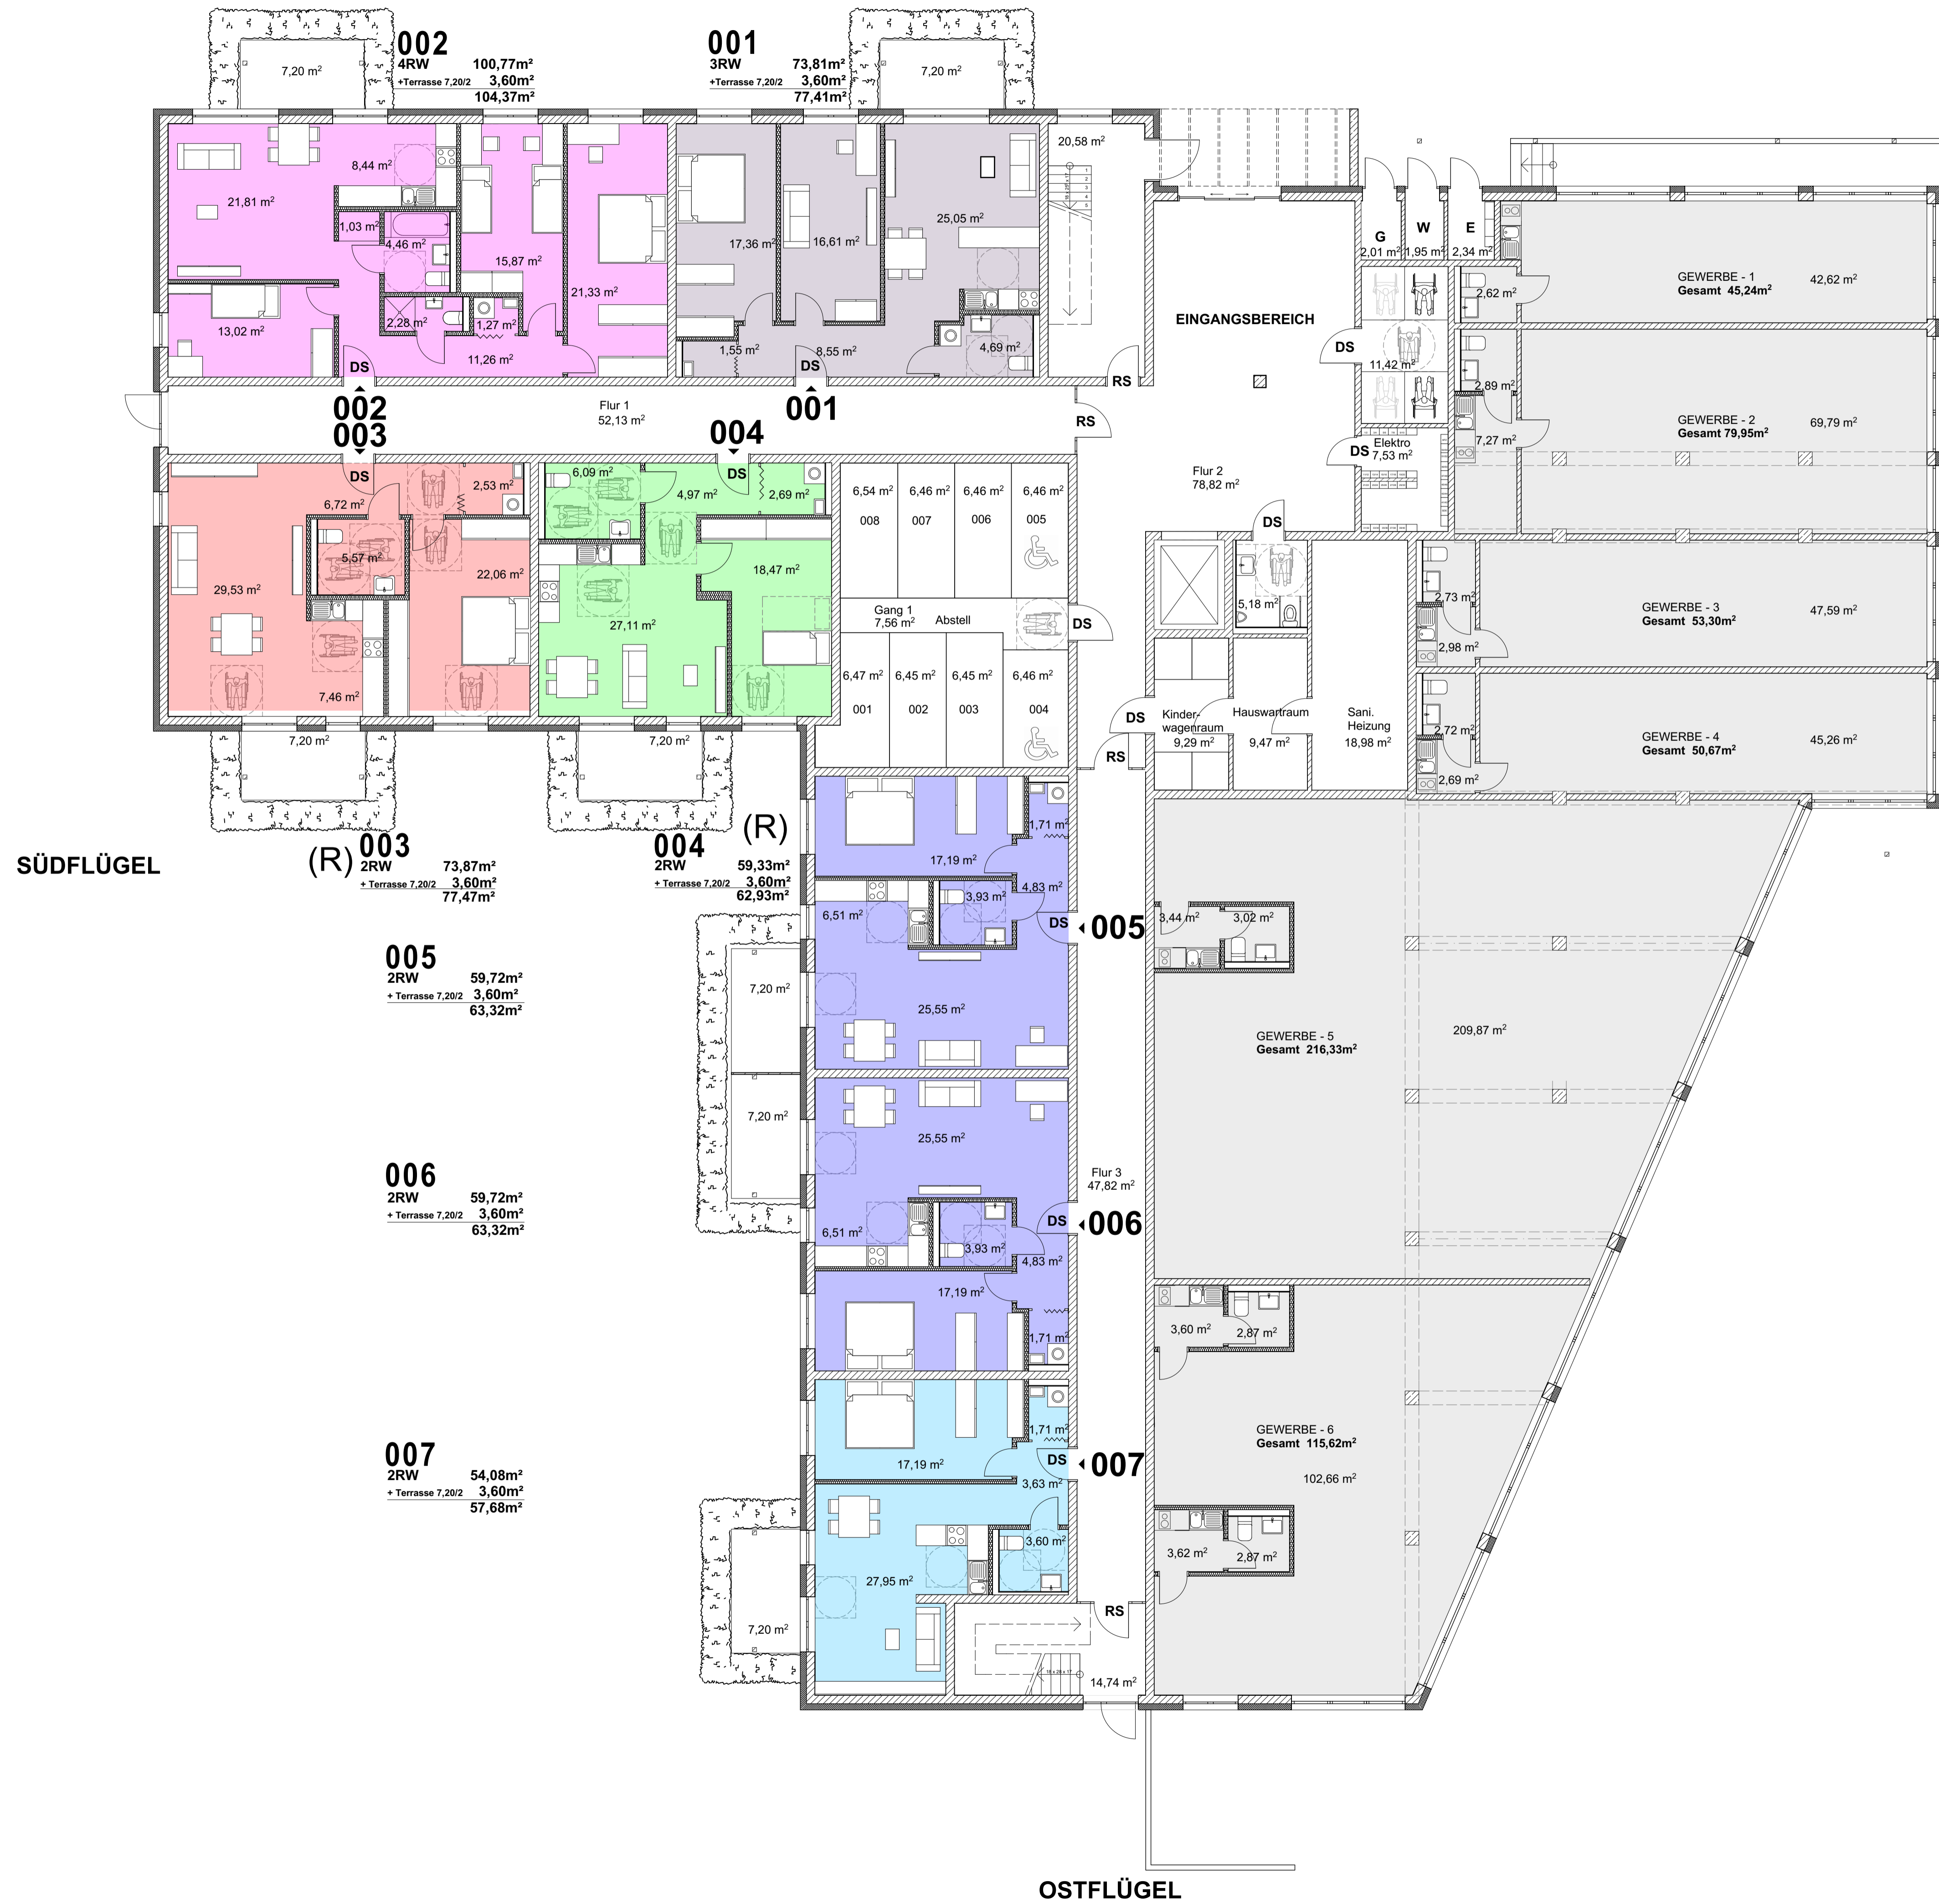 002
4RW 100,77m²
+Terrasse 7,20/2 3,60m²
104,37m²
7,20 m²
001
3RW 73,81m²
+Terrasse 7,20/2 3,60m²
77,41m²
7,20 m²
21,81 m²
8,44 m²
1,03 m²
4,46 m²
15,87 m²
21,33 m²
13,02 m²
2,28 m²
1,27 m²
11,26 m²
DS
17,36 m²
16,61 m²
25,05 m²
1,55 m²
8,55 m²
4,69 m²
DS
20,58 m²
1
2
3
4
5
RS
EINGANGSBEREICH
G
2,01 m²
W
1,95 m²
E
2,34 m²
DS
11,42 m²
2,62 m²
GEWERBE - 1
Gesamt 45,24m²
42,62 m²
2,89 m²
7,27 m²
GEWERBE - 2
Gesamt 79,95m²
69,79 m²
002
003
Flur 1
52,13 m²
001
004
RS
DS
Elektro
7,53 m²
Flur 2
78,82 m²
DS
6,72 m²
2,53 m²
5,57 m²
29,53 m²
22,06 m²
7,46 m²
DS
6,09 m²
4,97 m²
2,69 m²
18,47 m²
27,11 m²
6,54 m²
008
6,46 m²
007
6,46 m²
006
6,46 m²
005
Gang 1
7,56 m²
Abstell
DS
6,47 m²
001
6,45 m²
002
6,45 m²
003
6,46 m²
004
DS
5,18 m²
DS
Kinder-
wagenraum
9,29 m²
Hauswartraum
9,47 m²
Sani.
Heizung
18,98 m²
RS
2,73 m²
2,98 m²
GEWERBE - 3
Gesamt 53,30m²
47,59 m²
2,72 m²
2,69 m²
GEWERBE - 4
Gesamt 50,67m²
45,26 m²
7,20 m²
7,20 m²
SÜDFLÜGEL
(R)
003
2RW 73,87m²
+ Terrasse 7,20/2 3,60m²
77,47m²
(R)
004
2RW 59,33m²
+ Terrasse 7,20/2 3,60m²
62,93m²
005
2RW 59,72m²
+ Terrasse 7,20/2 3,60m²
63,32m²
1,71 m²
17,19 m²
4,83 m²
3,93 m²
6,51 m²
DS
005
7,20 m²
25,55 m²
3,44 m²
3,02 m²
GEWERBE - 5
Gesamt 216,33m²
209,87 m²
006
2RW 59,72m²
+ Terrasse 7,20/2 3,60m²
63,32m²
7,20 m²
25,55 m²
6,51 m²
3,93 m²
4,83 m²
17,19 m²
1,71 m²
Flur 3
47,82 m²
DS
006
3,60 m²
2,87 m²
GEWERBE - 6
Gesamt 115,62m²
102,66 m²
3,62 m²
2,87 m²
007
2RW 54,08m²
+ Terrasse 7,20/2 3,60m²
57,68m²
1,71 m²
17,19 m²
DS
007
3,63 m²
3,60 m²
27,95 m²
7,20 m²
RS
14,74 m²
OSTFLÜGEL